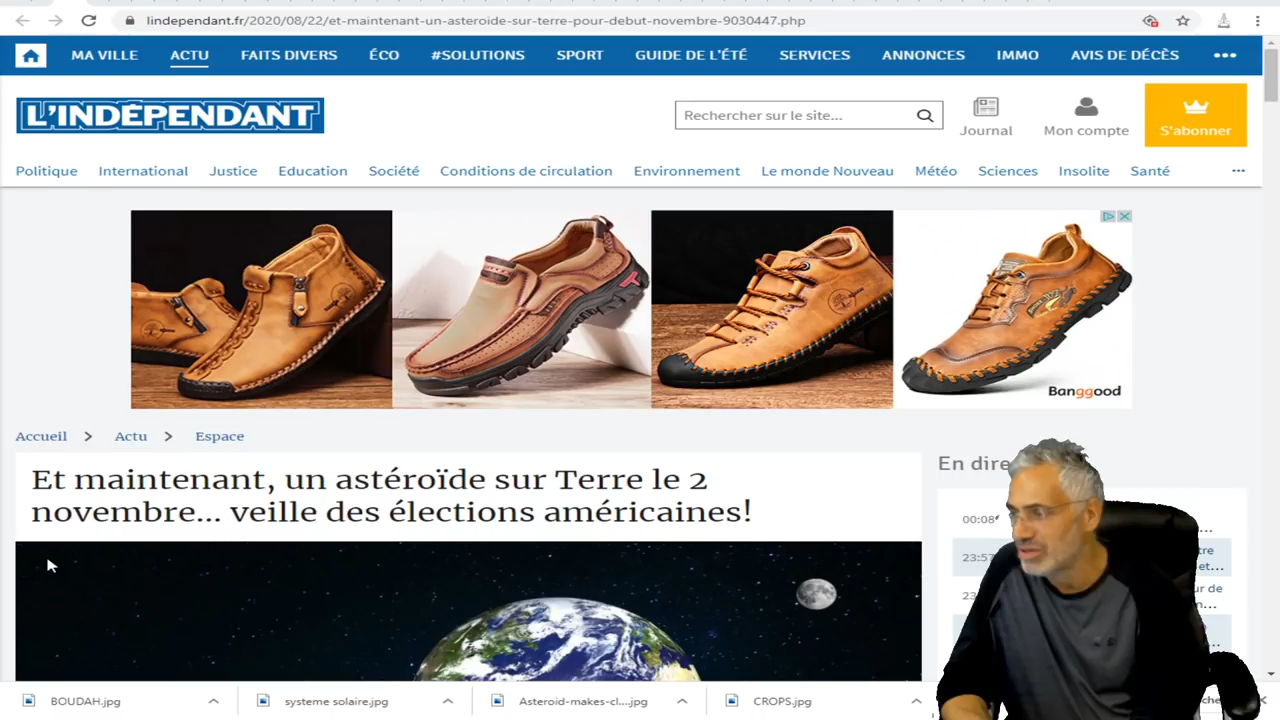 lindependant.fr/2020/08/22/et-maintenant-un-asteroide-sur-terre-pour-debut-novembre-9030447.php
MA VILLE ACTU FAITS DIVERS ÉCO #SOLUTIONS SPORT GUIDE DE L'ÉTÉ SERVICES ANNONCES IMMO AVIS DE DÉCÈS
L'INDÉPENDANT
Rechercher sur le site...
Journal
Mon compte
S'abonner
Politique International Justice Education Société Conditions de circulation Environnement Le monde Nouveau Météo Sciences Insolite Santé
Banggood
Accueil > Actu > Espace
Et maintenant, un astéroïde sur Terre le 2
novembre... veille des élections américaines!
En
00:08
23:57
BOUDAH.jpg
systeme solaire.jpg
Asteroid-makes-cl....jpg
CROPS.jpg